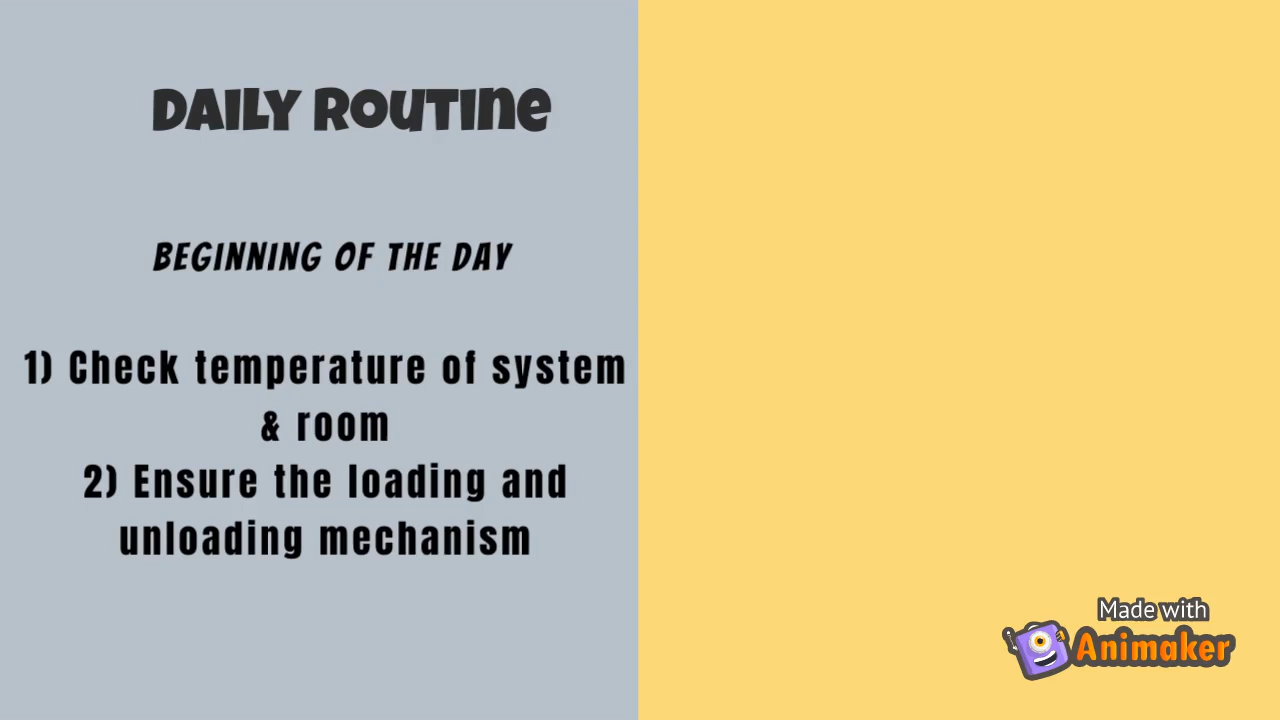 Daily Routine
BEGINNING OF THE DAY
1) Check temperature of system
& room
2) Ensure the loading and
unloading mechanism
Made with
Animaker